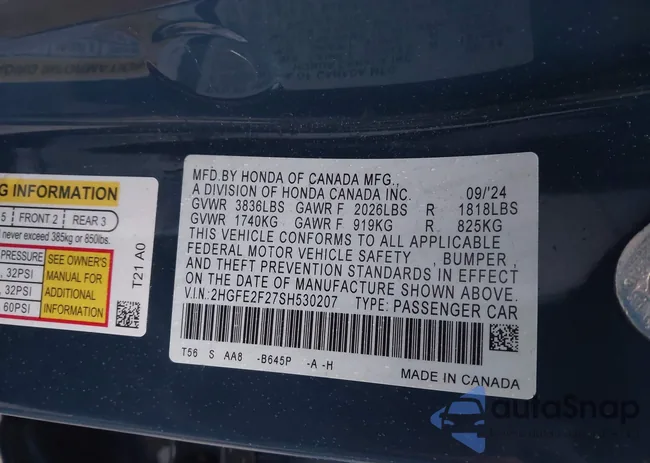 MFD.BY HONDA OF CANADA MFG.,
A DIVISION OF HONDA CANADA INC. 09/'24
GVWR 3836LBS GAWR F 2026LBS R 1818LBS
GVWR 1740KG GAWR F 919KG R 825KG
THIS VEHICLE CONFORMS TO ALL APPLICABLE
FEDERAL MOTOR VEHICLE SAFETY , BUMPER ,
AND THEFT PREVENTION STANDARDS IN EFFECT
ON THE DATE OF MANUFACTURE SHOWN ABOVE.
V.I.N.:2HGFE2F27SH530207 TYPE: PASSENGER CAR
T56 S AA8 -B645P -A -H
MADE IN CANADA
INFORMATION
5 FRONT 2 REAR 3
never exceed 385kg or 850lbs.
PRESSURE SEE OWNER'S
, 32PSI MANUAL FOR
, 32PSI ADDITIONAL
60PSI INFORMATION
T21 A0
autoSnap